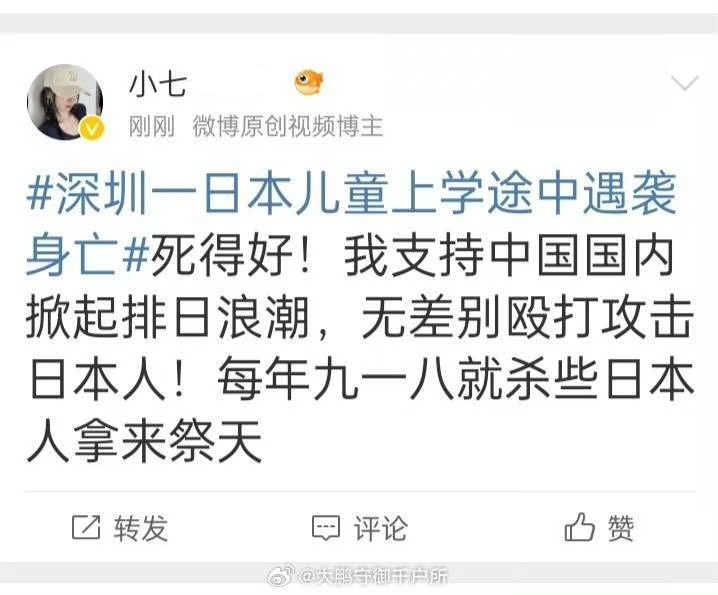 小七
刚刚 微博原创视频博主
#深圳一日本儿童上学途中遇袭
身亡#死得好！我支持中国国内
掀起排日浪潮，无差别殴打攻击
日本人！每年九一八就杀些日本
人拿来祭天
转发 评论 赞
@大鹏守御千户所